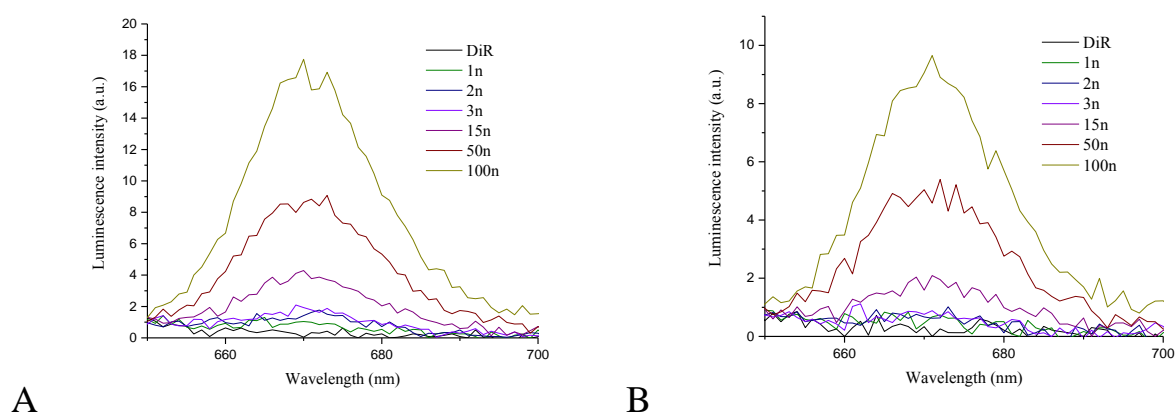 20
18
16
14
12
10
8
6
4
2
0
Luminescence intensity (a.u.)
DiR
1n
2n
3n
15n
50n
100n
660
680
700
Wavelength (nm)
A
10
8
6
4
2
0
Luminescence intensity (a.u.)
DiR
1n
2n
3n
15n
50n
100n
660
680
700
Wavelength (nm)
B